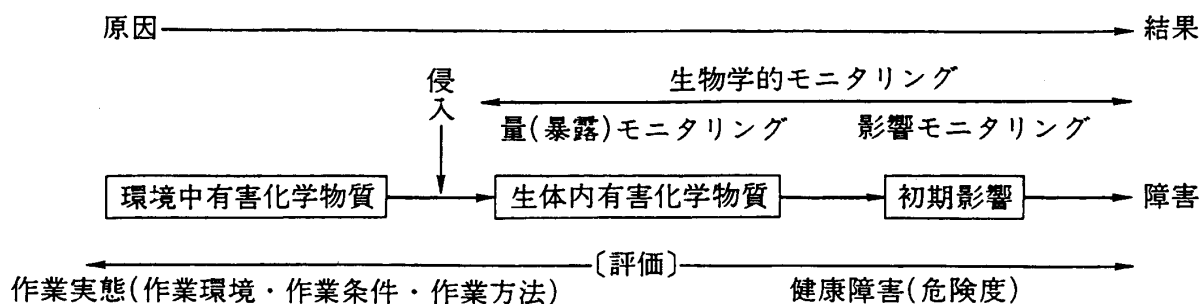 原因
結果
侵入
生物学的モニタリング
量(暴露)モニタリング
影響モニタリング
環境中有害化学物質
生体内有害化学物質
初期影響
障害
〔評価〕
作業実態(作業環境・作業条件・作業方法)
健康障害(危険度)